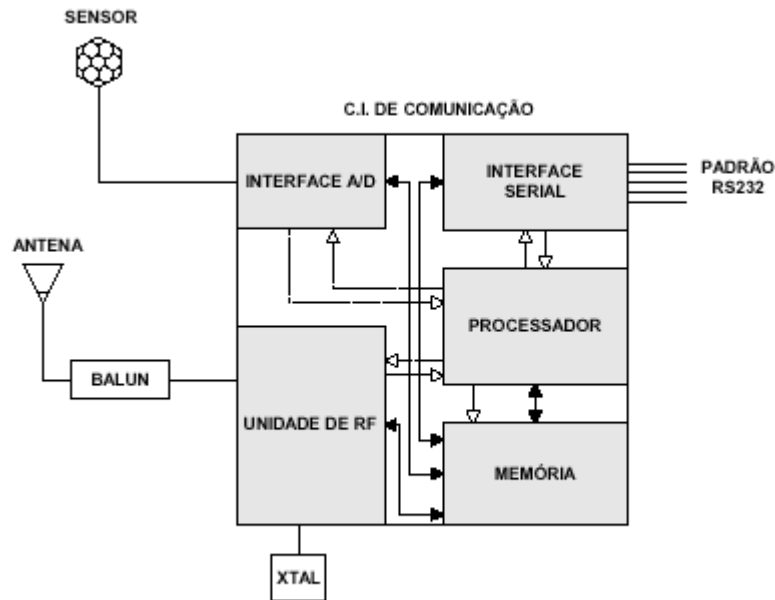 SENSOR
C.I. DE COMUNICAÇÃO
INTERFACE A/D
INTERFACE
SERIAL
PADRÃO
RS232
ANTENA
PROCESSADOR
BALUN
UNIDADE DE RF
MEMÓRIA
XTAL